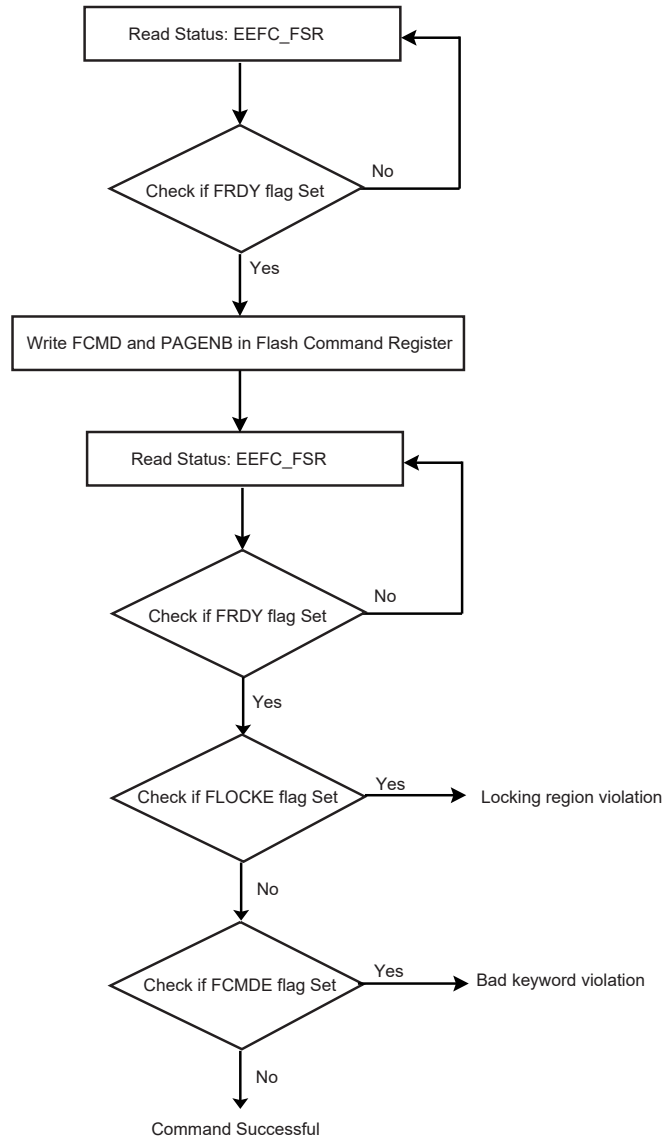 Read Status: EEFC_FSR
No
Check if FRDY flag Set
Yes
Write FCMD and PAGENB in Flash Command Register
Read Status: EEFC_FSR
No
Check if FRDY flag Set
Yes
Yes
Check if FLOCKE flag Set
Locking region violation
No
Yes
Check if FCMDE flag Set
Bad keyword violation
No
Command Successful